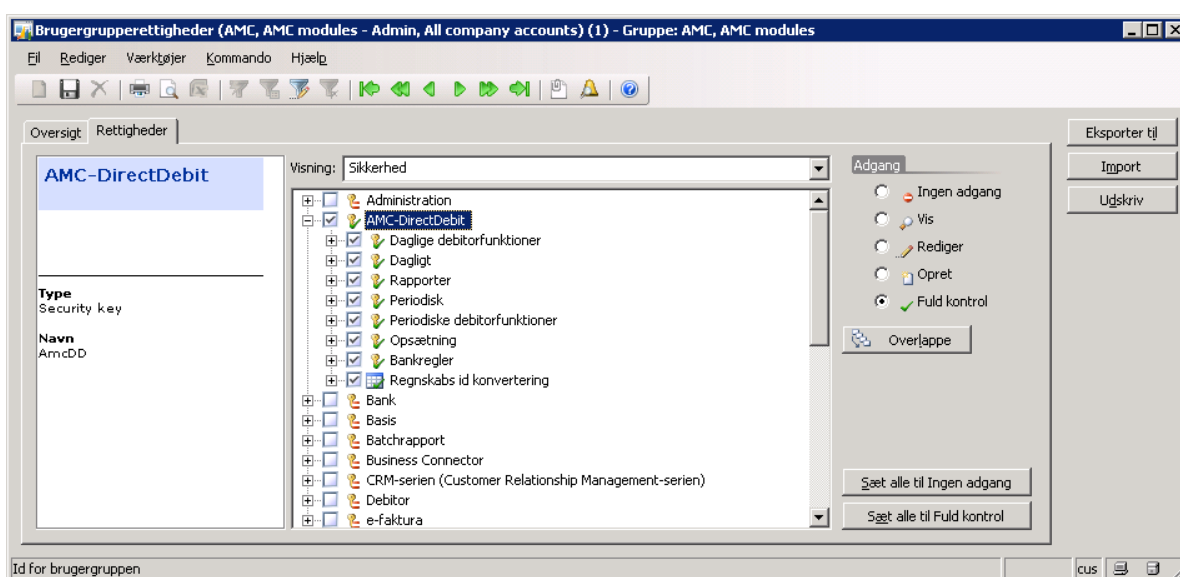 Brugergrupperettigheder (AMC, AMC modules - Admin, All company accounts) (1) - Gruppe: AMC, AMC modules
Fil Rediger Værktøjer Kommando Hjælp
Oversigt Rettigheder
AMC-DirectDebit
Type
Security key
Navn
AmcDD
Visning: Sikkerhed
Administration
AMC-DirectDebit
Daglige debitorfunktioner
Dagligt
Rapporter
Periodisk
Periodiske debitorfunktioner
Opsætning
Bankregler
Regnskabs id konvertering
Bank
Basis
Batchrapport
Business Connector
CRM-serien (Customer Relationship Management-serien)
Debitor
e-faktura
Adgang
Ingen adgang
Vis
Rediger
Opret
Fuld kontrol
Overlappe
Sæt alle til Ingen adgang
Sæt alle til Fuld kontrol
Eksporter til
Import
Udskriv
Id for brugergruppen
cus